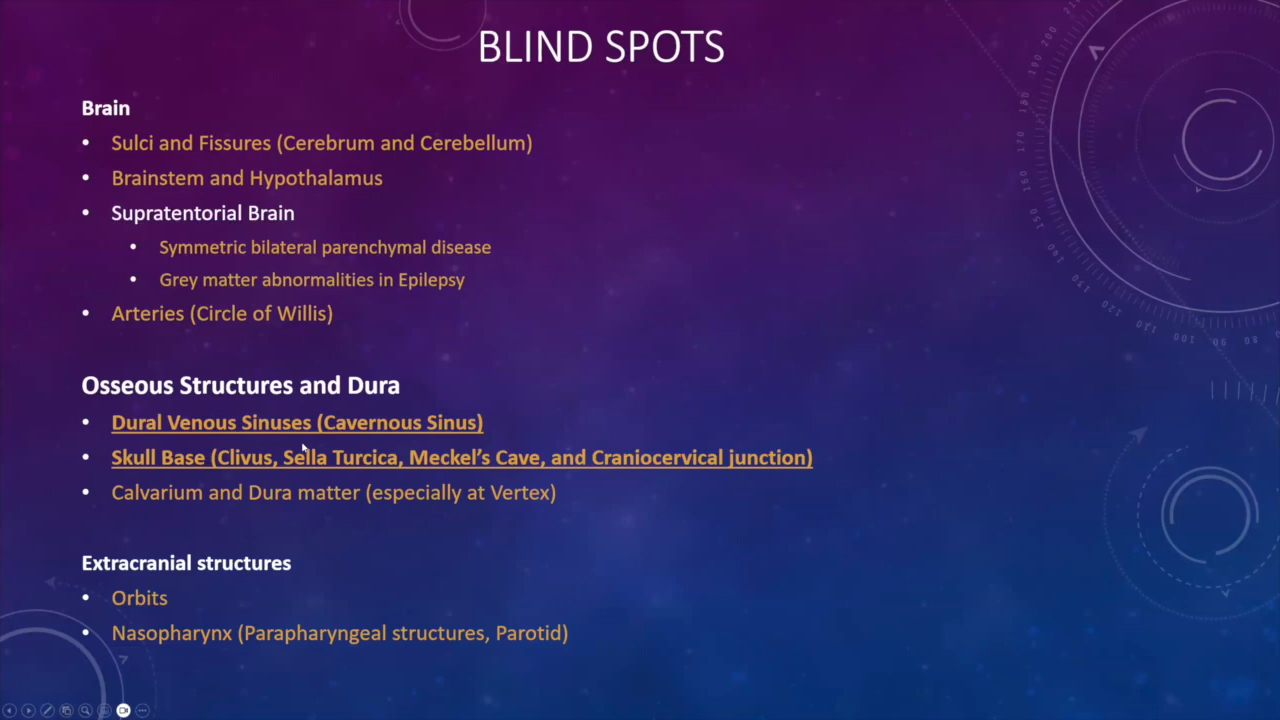 BLIND SPOTS
Brain
• Sulci and Fissures (Cerebrum and Cerebellum)
• Brainstem and Hypothalamus
• Supratentorial Brain
• Symmetric bilateral parenchymal disease
• Grey matter abnormalities in Epilepsy
• Arteries (Circle of Willis)
Osseous Structures and Dura
• Dural Venous Sinuses (Cavernous Sinus)
• Skull Base (Clivus, Sella Turcica, Meckel’s Cave, and Craniocervical junction)
• Calvarium and Dura matter (especially at Vertex)
Extracranial structures
• Orbits
• Nasopharynx (Parapharyngeal structures, Parotid)